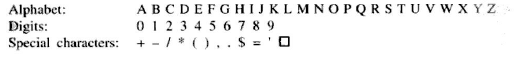 Alphabet: A B C D E F G H I J K L M N O P Q R S T U V W X Y Z
Digits: 0 1 2 3 4 5 6 7 8 9
Special characters: + - / * ( ) , . $ = ' □